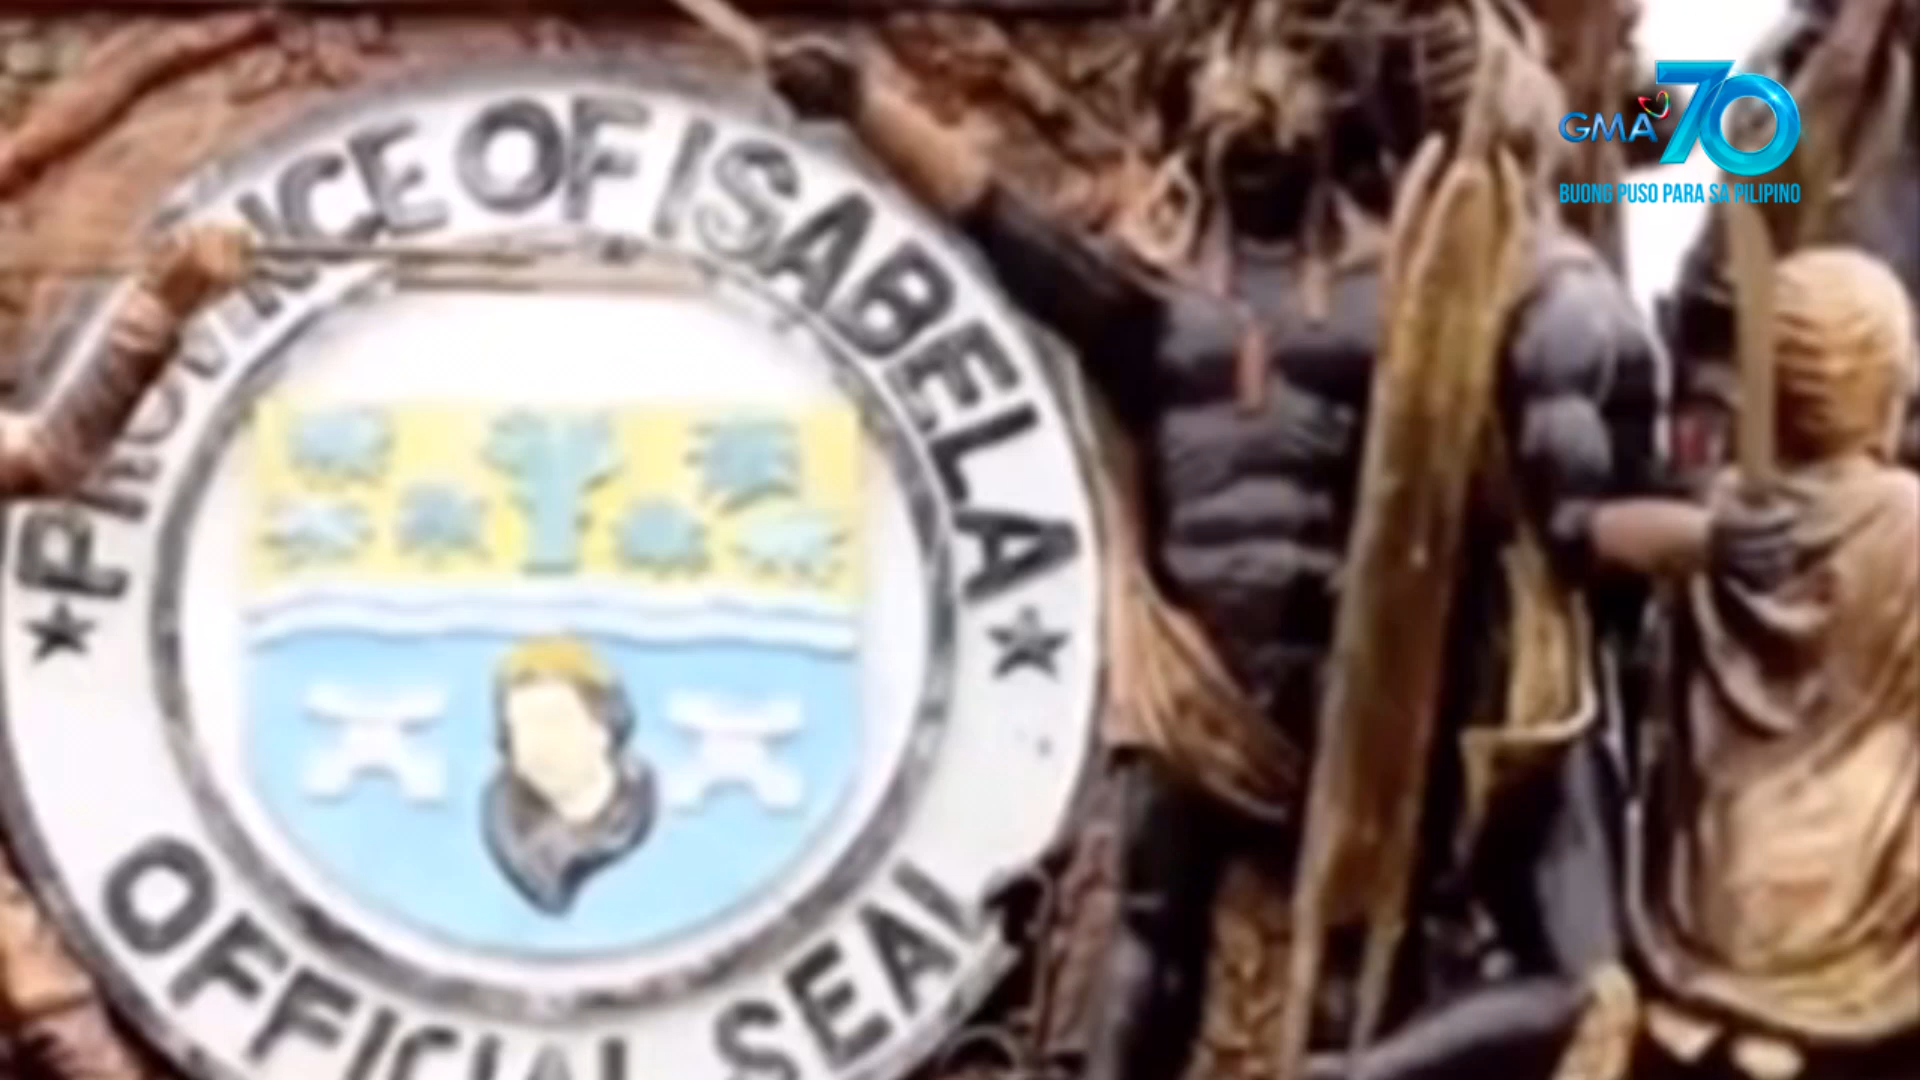 PROVINCE OF ISABELA
OFFICIAL SEAL
GMA 70
BUONG PUSO PARA SA PILIPINO